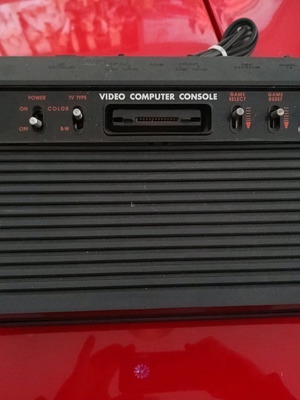 POWER
TV TYPE
VIDEO COMPUTER CONSOLE
GAME
SELECT
GAME
RESET
ON
COLOR
OFF
B-W